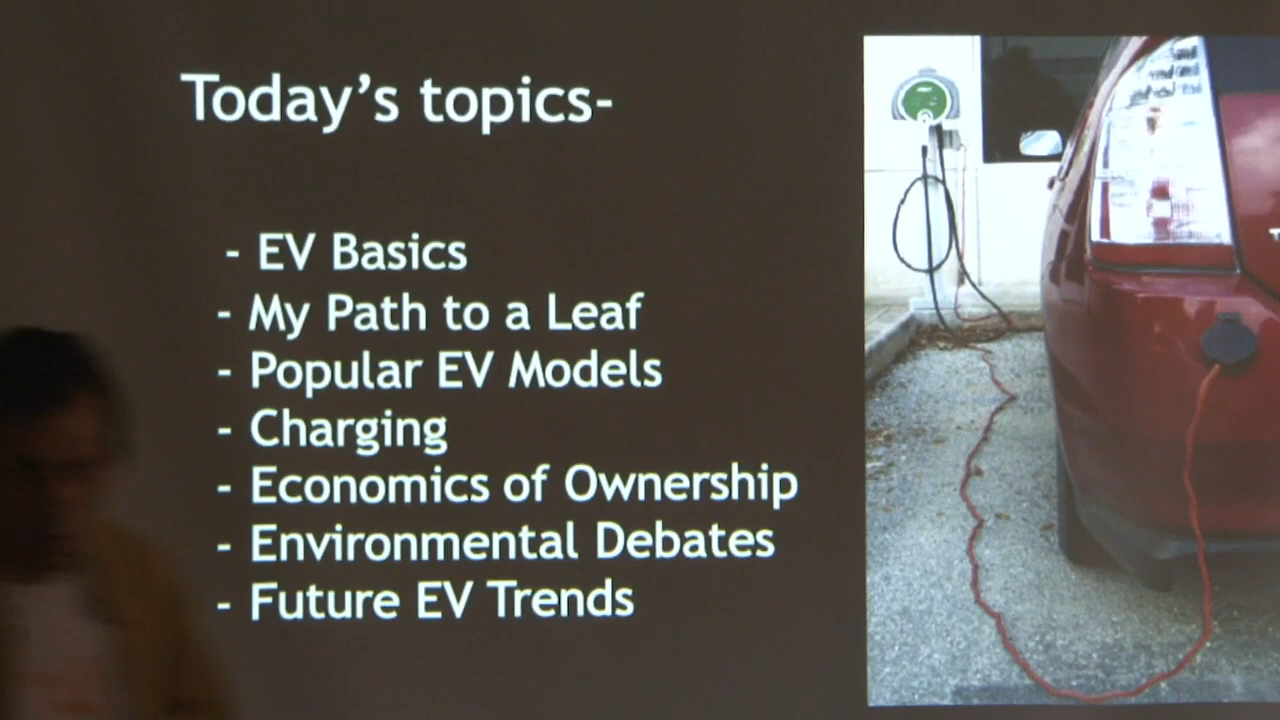 Today's topics-
- EV Basics
- My Path to a Leaf
- Popular EV Models
- Charging
- Economics of Ownership
- Environmental Debates
- Future EV Trends